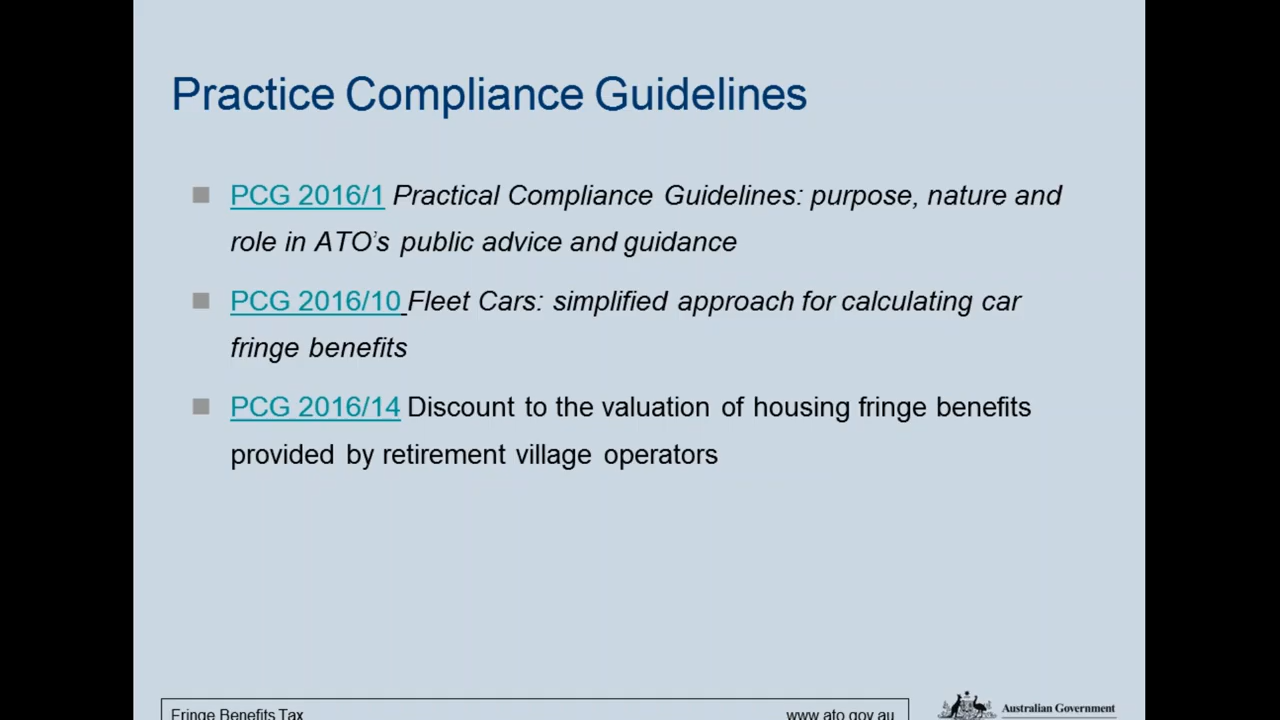 Practice Compliance Guidelines
PCG 2016/1 Practical Compliance Guidelines: purpose, nature and
role in ATO's public advice and guidance
PCG 2016/10 Fleet Cars: simplified approach for calculating car
fringe benefits
PCG 2016/14 Discount to the valuation of housing fringe benefits
provided by retirement village operators
Fringe Benefits Tax
www.ato.gov.au
Australian Government